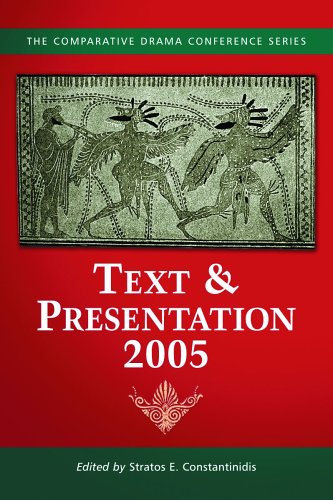 THE COMPARATIVE DRAMA CONFERENCE SERIES
TEXT &
PRESENTATION
2005
Edited by Stratos E. Constantinidis